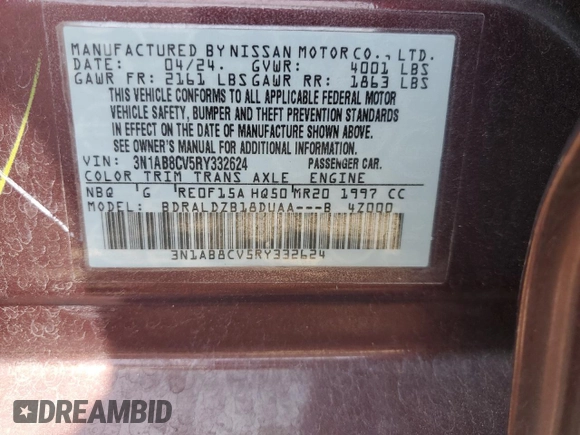 MANUFACTURED BY NISSAN MOTOR CO., LTD.
DATE: 04/24. GVWR: 4001 LBS
GAWR FR: 2161 LBS GAWR RR: 1863 LBS
THIS VEHICLE CONFORMS TO ALL APPLICABLE FEDERAL MOTOR
VEHICLE SAFETY, BUMPER AND THEFT PREVENTION STANDARDS
IN EFFECT ON THE DATE OF MANUFACTURE SHOWN ABOVE.
SEE OWNER'S MANUAL FOR ADDITIONAL INFORMATION.
VIN: 3N1AB8CV5RY332624 PASSENGER CAR.
COLOR TRIM TRANS AXLE ENGINE
NBQ G RE0F15A HQ50 MR20 1997 CC
MODEL: BDRALDZB18DUAA---B 4Z000
3N1AB8CV5RY332624
DREAMBID